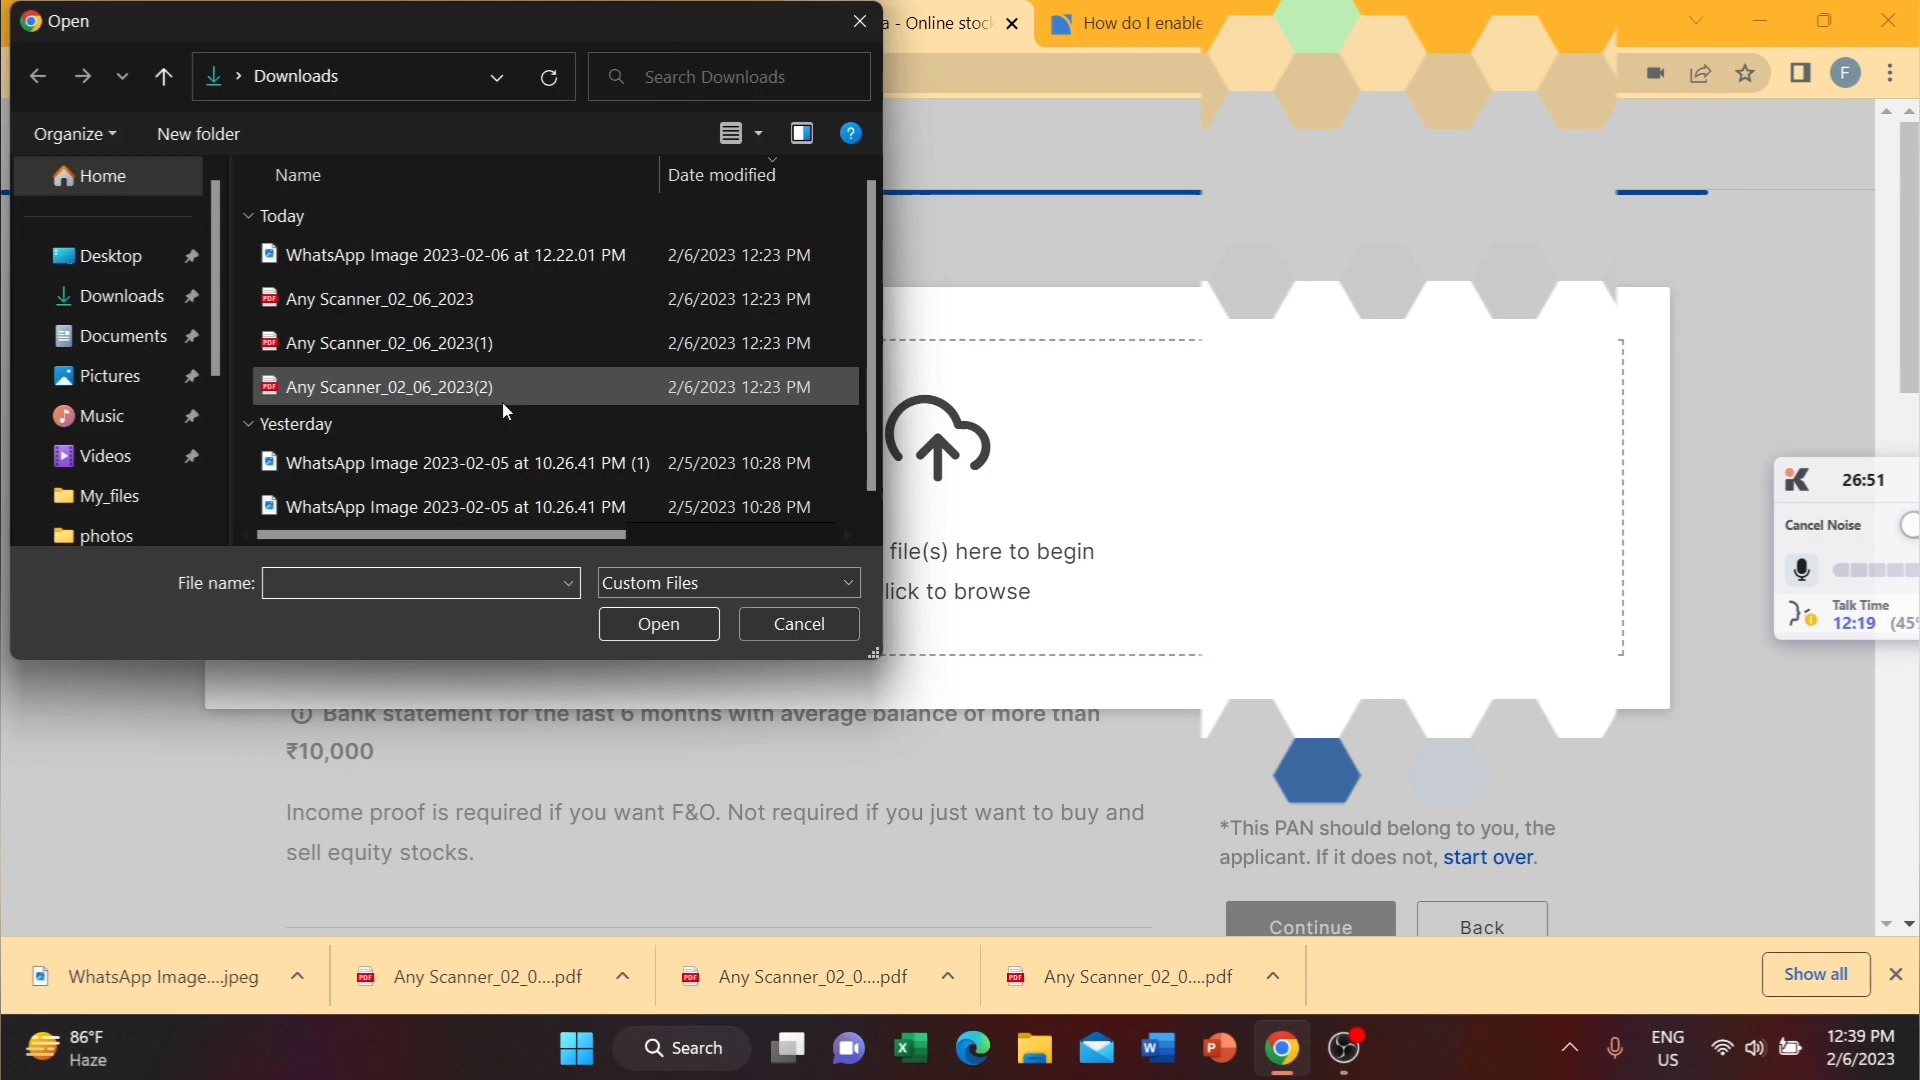 Open
a - Online stoc
How do I enable
Downloads
Search Downloads
F
Organize
New folder
?
Home
Name
Date modified
Today
Desktop
WhatsApp Image 2023-02-06 at 12.22.01 PM
2/6/2023 12:23 PM
Downloads
Any Scanner_02_06_2023
2/6/2023 12:23 PM
Documents
Any Scanner_02_06_2023(1)
2/6/2023 12:23 PM
Pictures
Any Scanner_02_06_2023(2)
2/6/2023 12:23 PM
Music
Yesterday
Videos
WhatsApp Image 2023-02-05 at 10.26.41 PM (1)
2/5/2023 10:28 PM
My_files
WhatsApp Image 2023-02-05 at 10.26.41 PM
2/5/2023 10:28 PM
photos
File name:
Custom Files
Open
Cancel
file(s) here to begin
lick to browse
26:51
Cancel Noise
Talk Time
12:19 (45%
Bank statement for the last 6 months with average balance of more than
₹10,000
Income proof is required if you want F&O. Not required if you just want to buy and
sell equity stocks.
*This PAN should belong to you, the
applicant. If it does not, start over.
Continue
Back
WhatsApp Image....jpeg
Any Scanner_02_0....pdf
Any Scanner_02_0....pdf
Any Scanner_02_0....pdf
Show all
86°F
Haze
Search
ENG
US
12:39 PM
2/6/2023